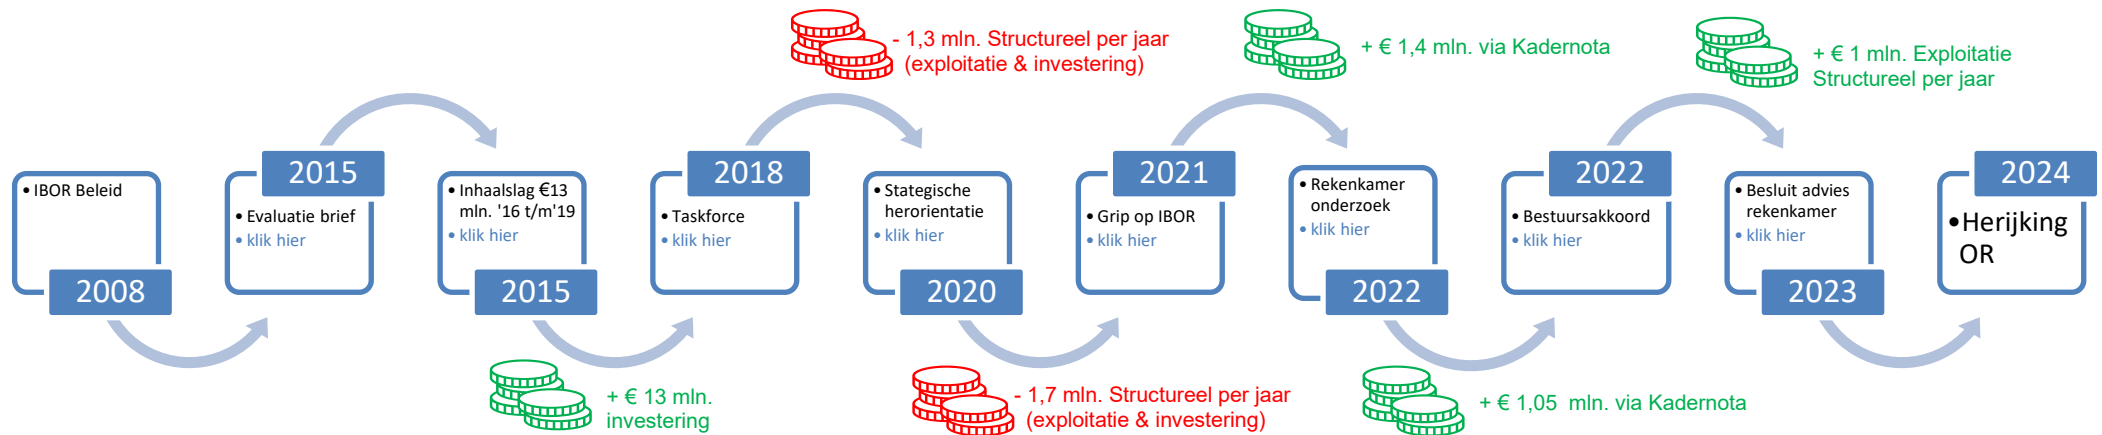 - 1,3 mln. Structureel per jaar
(exploitatie & investering)
+ € 1,4 mln. via Kadernota
+ € 1 mln. Exploitatie
Structureel per jaar
• IBOR Beleid
2008
2015
• Evaluatie brief
• klik hier
• Inhaalslag €13
mln. '16 t/m'19
• klik hier
2015
2018
• Taskforce
• klik hier
• Stategische
herorientatie
• klik hier
2020
2021
• Grip op IBOR
• klik hier
• Rekenkamer
onderzoek
• klik hier
2022
2022
• Bestuursakkoord
• klik hier
• Besluit advies
rekenkamer
• klik hier
2023
2024
• Herijking
OR
+ € 13 mln.
investering
- 1,7 mln. Structureel per jaar
(exploitatie & investering)
+ € 1,05 mln. via Kadernota